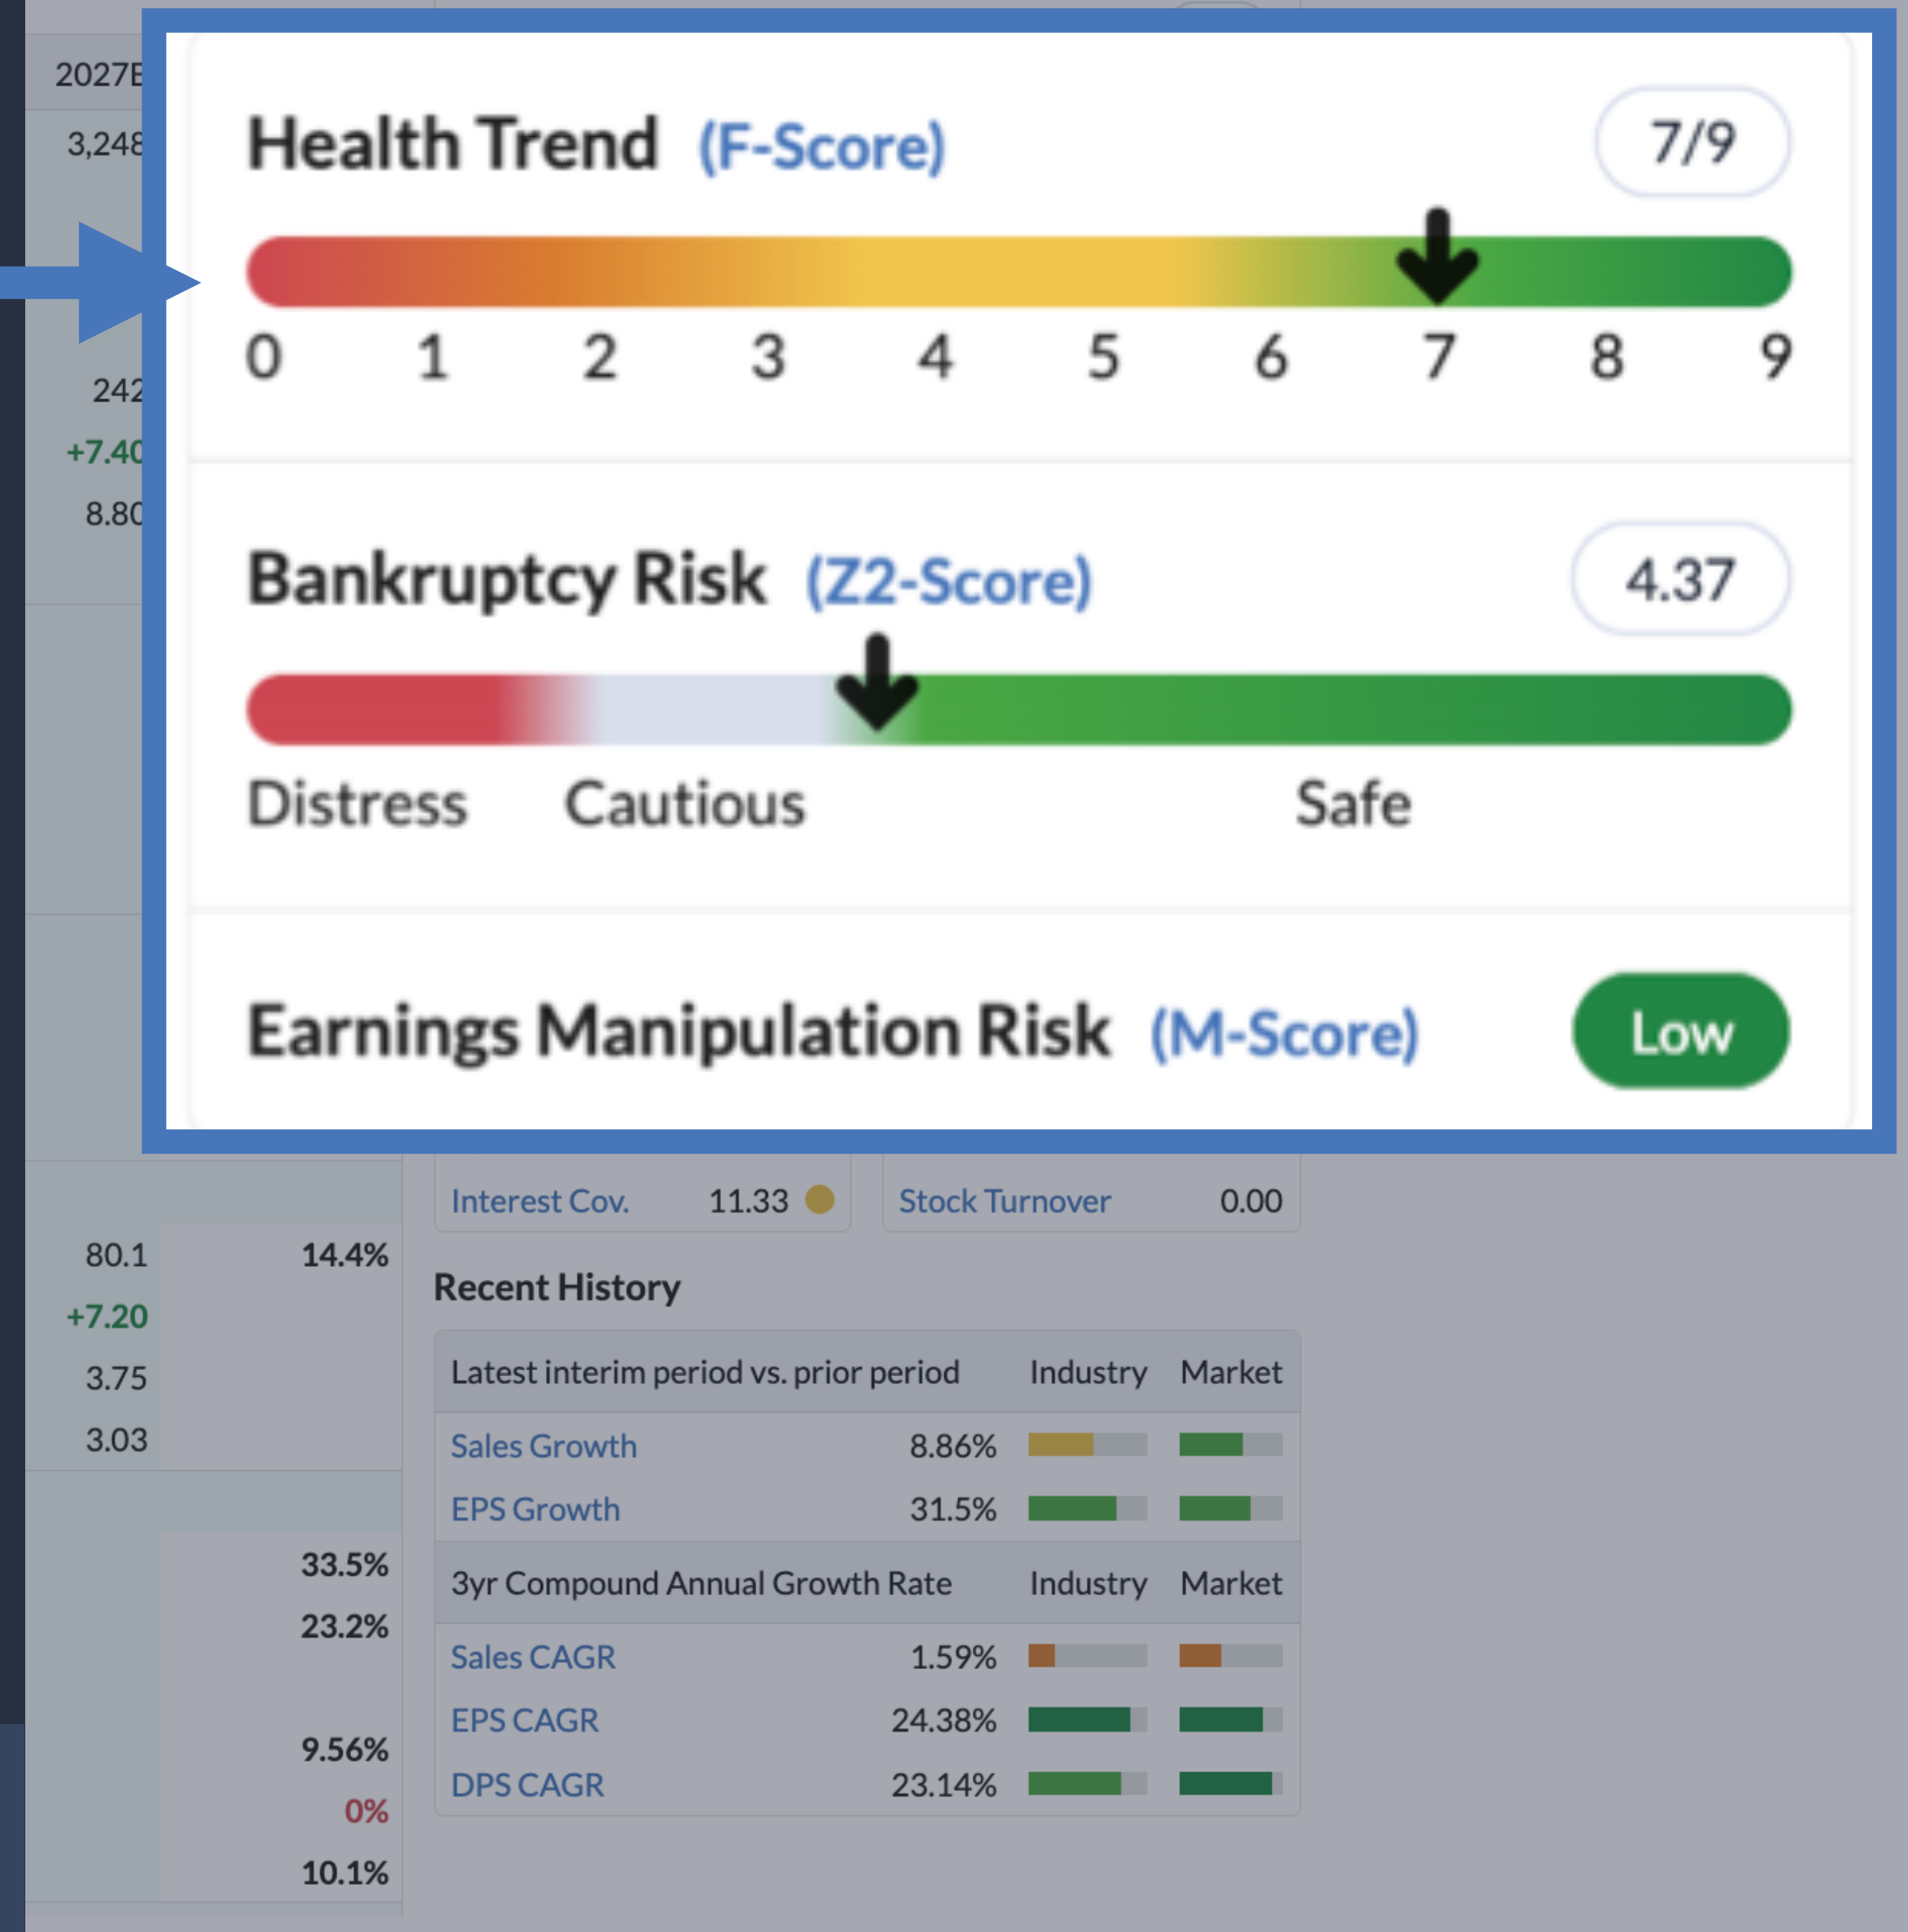 2027E
3,248
242
+7.40
8.80
Health Trend (F-Score) 7/9
0 1 2 3 4 5 6 7 8 9
Bankruptcy Risk (Z2-Score) 4.37
Distress Cautious Safe
Earnings Manipulation Risk (M-Score) Low
80.1 14.4%
+7.20
3.75
3.03
33.5%
23.2%
9.56%
0%
10.1%
Interest Cov. 11.33 Stock Turnover 0.00
Recent History
Latest interim period vs. prior period Industry Market
Sales Growth 8.86%
EPS Growth 31.5%
3yr Compound Annual Growth Rate Industry Market
Sales CAGR 1.59%
EPS CAGR 24.38%
DPS CAGR 23.14%